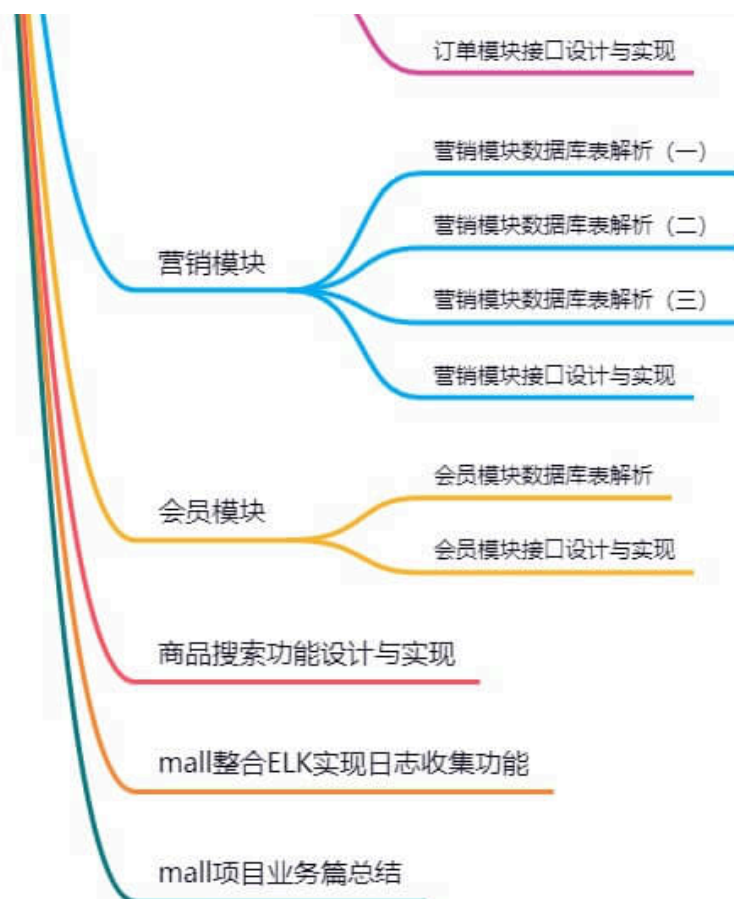 订单模块接口设计与实现
营销模块数据库表解析（一）
营销模块数据库表解析（二）
营销模块
营销模块数据库表解析（三）
营销模块接口设计与实现
会员模块数据库表解析
会员模块
会员模块接口设计与实现
商品搜索功能设计与实现
mall整合ELK实现日志收集功能
mall项目业务篇总结